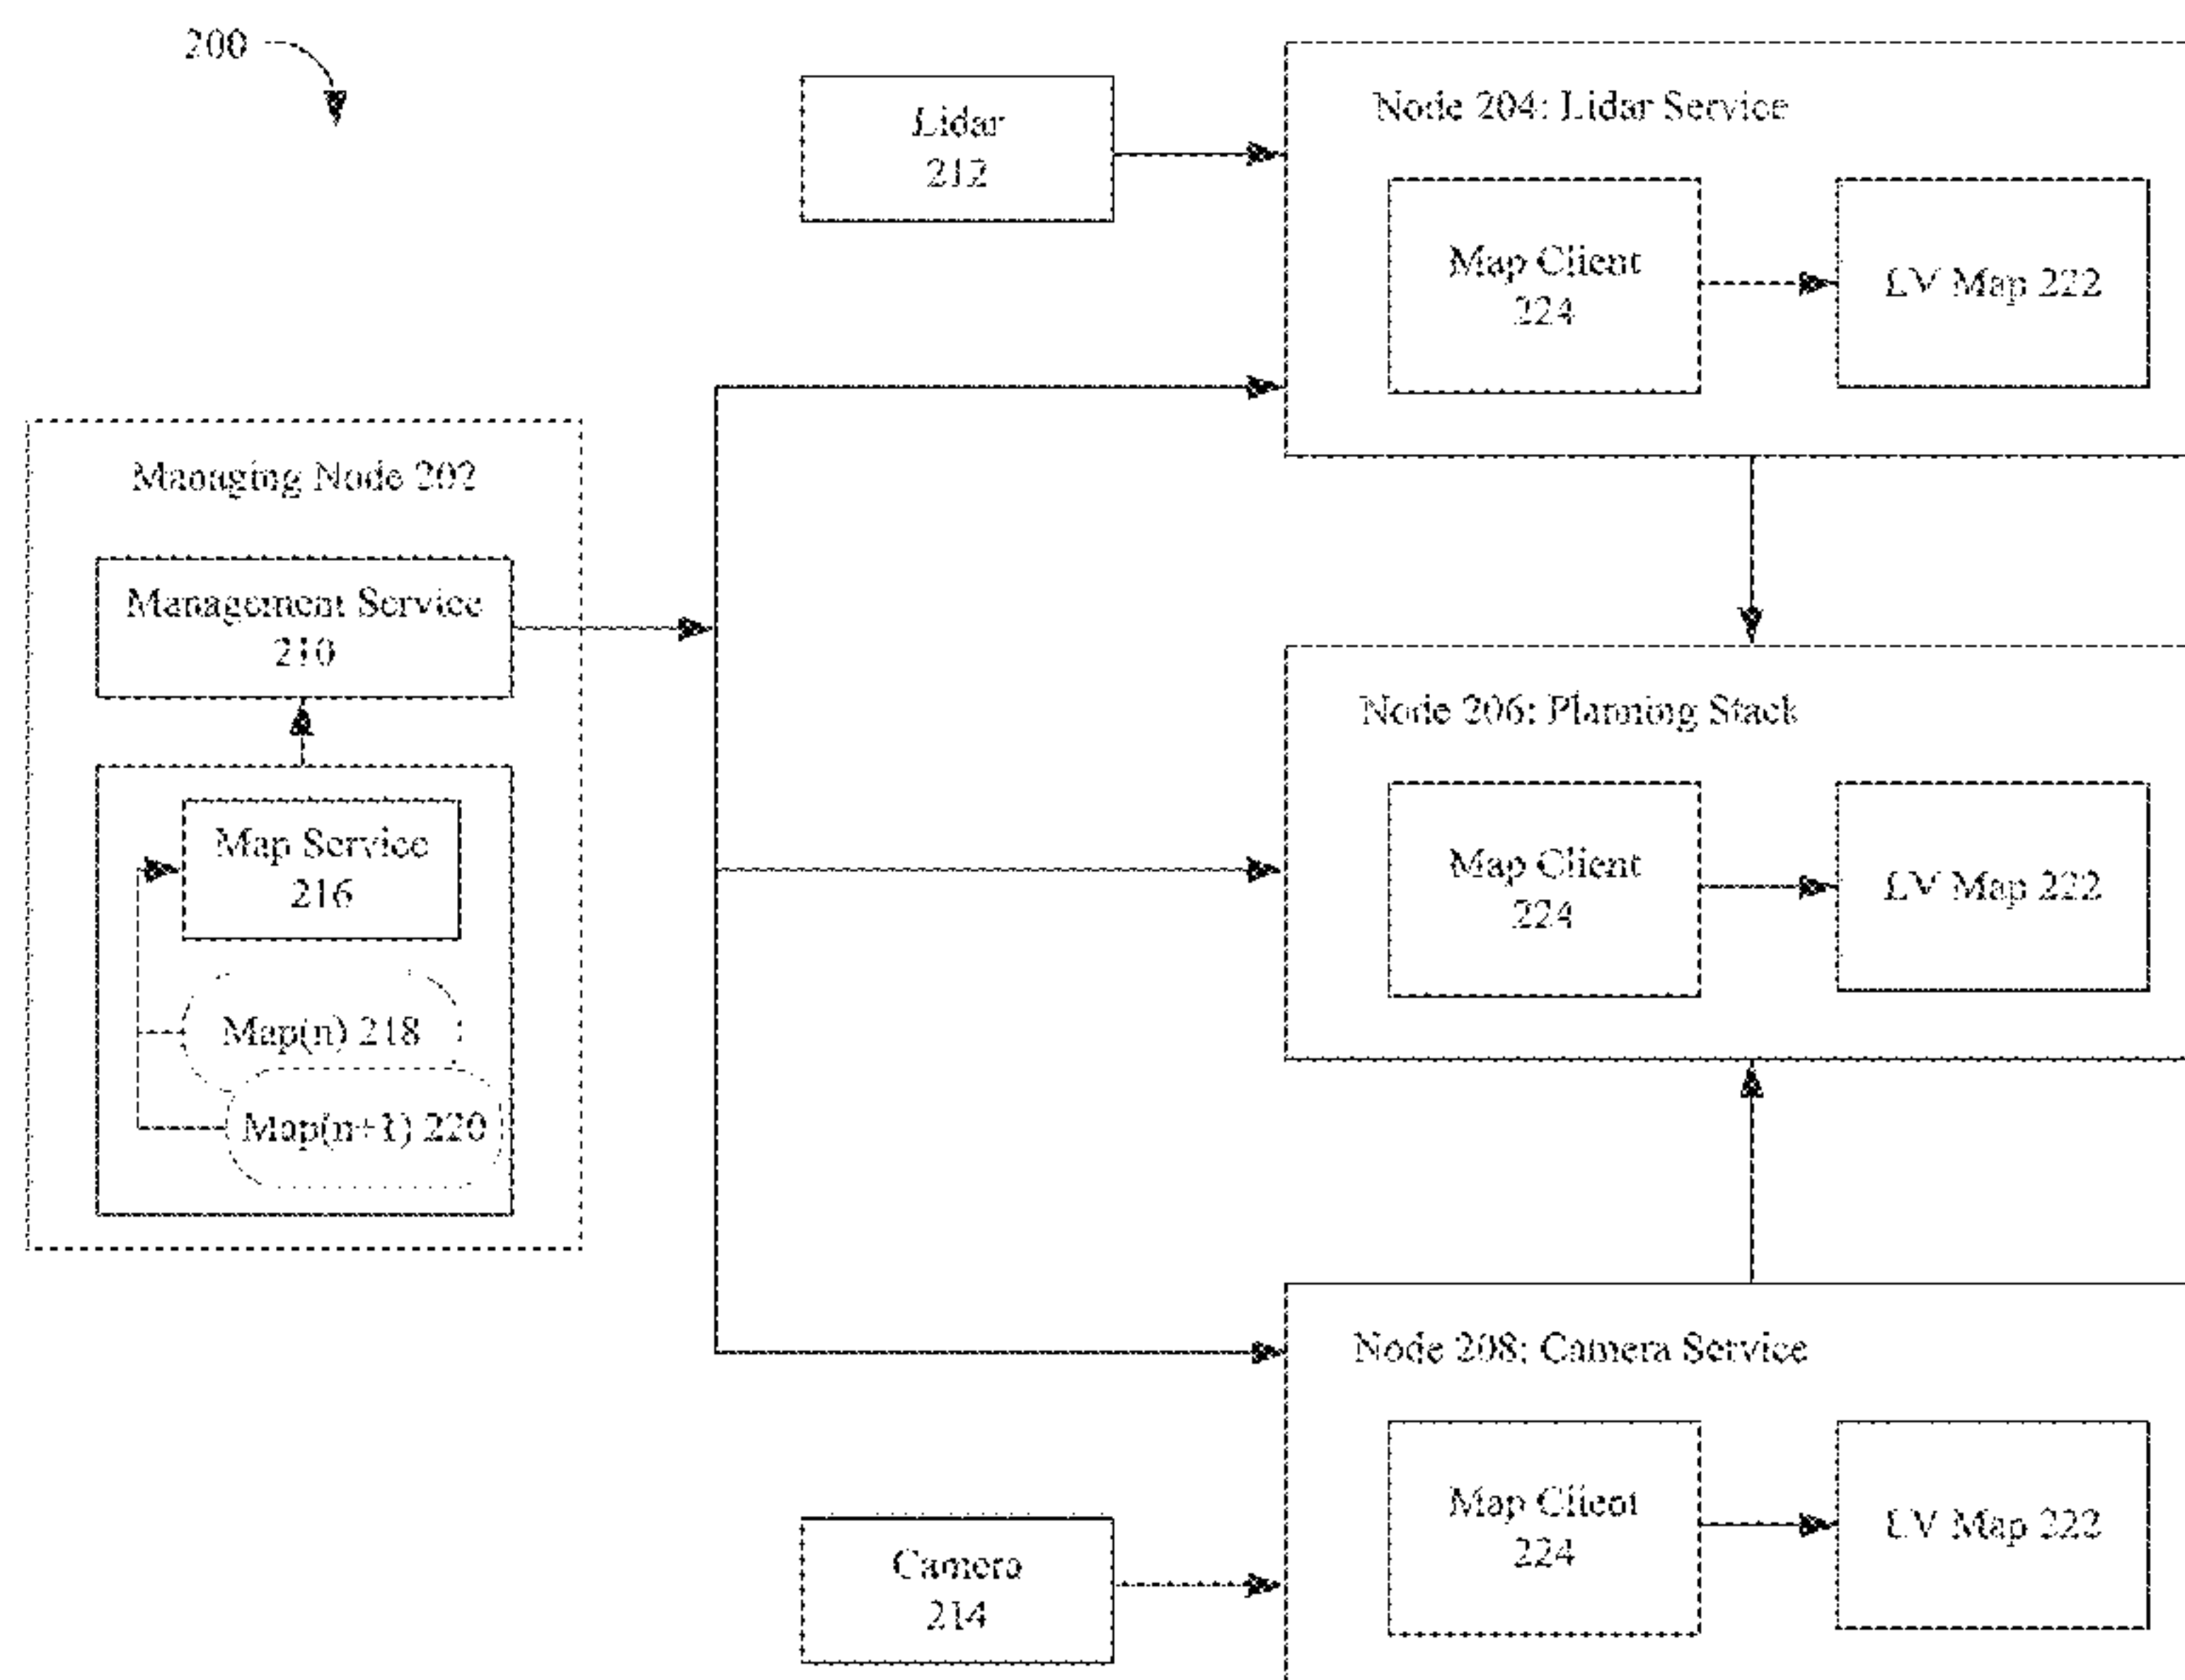 200
Lidar
212
Node 204: Lidar Service
Map Client
224
LV Map 222
Managing Node 202
Management Service
210
Map Service
216
Map(n) 218
Map(n+1) 220
Node 206: Planning Stack
Map Client
224
LV Map 222
Node 208: Camera Service
Map Client
224
LV Map 222
Camera
214